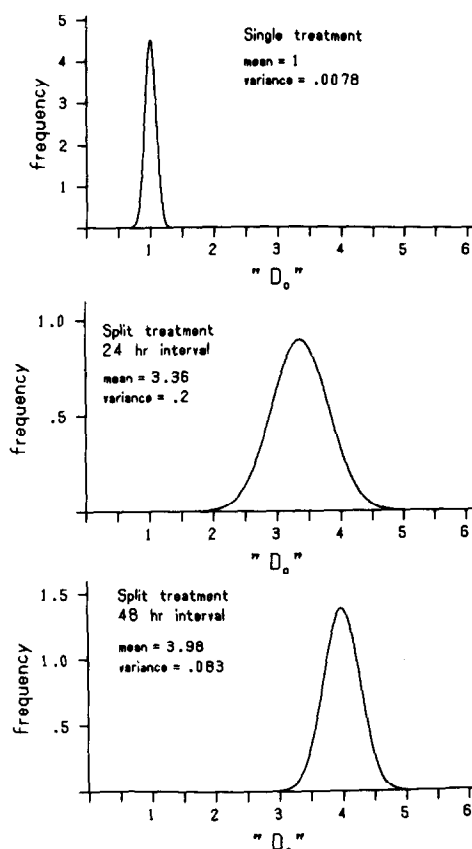 5
4
3
2
1
frequency
Single treatment
mean = 1
variance = .0078
1 2 3 4 5 6
" Do "
1.0
.5
frequency
Split treatment
24 hr interval
mean = 3.36
variance = .2
1 2 3 4 5 6
" Do "
1.5
1.0
.5
frequency
Split treatment
48 hr interval
mean = 3.98
variance = .083
1 2 3 4 5 6
" Do "